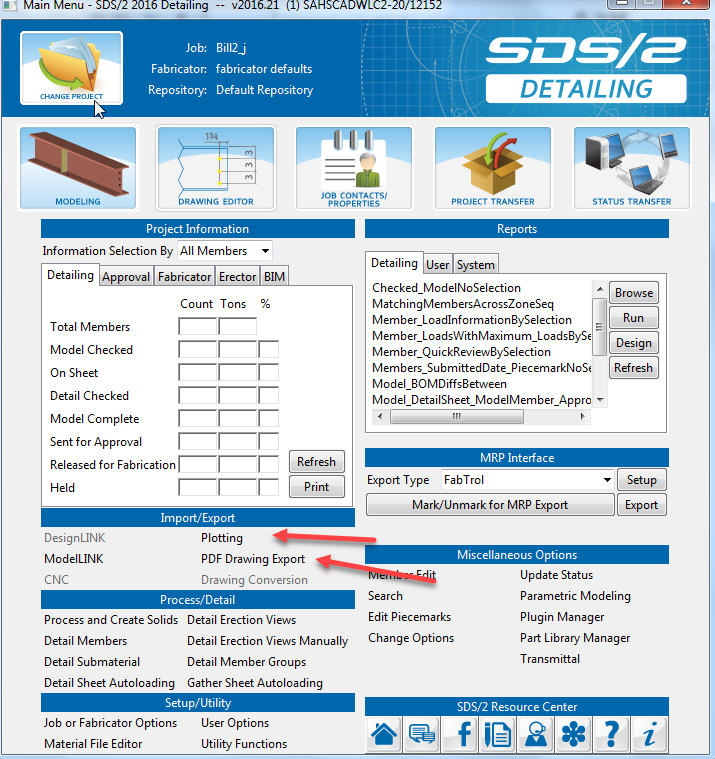 Main Menu - SDS/2 2016 Detailing -- v2016.21 (1) SAHSCADWLC2-20/12152
CHANGE PROJECT
Job: Bill2_j
Fabricator: fabricator defaults
Repository: Default Repository
SDS/2
DETAILING
MODELING
1¾
3
3
DRAWING EDITOR
JOB CONTACTS/
PROPERTIES
PROJECT TRANSFER
STATUS TRANSFER
Project Information
Information Selection By All Members
Detailing Approval Fabricator Erector BIM
Count Tons %
Total Members
Model Checked
On Sheet
Detail Checked
Model Complete
Sent for Approval
Released for Fabrication
Held
Refresh
Print
Reports
Detailing User System
Checked_ModelNoSelection
MatchingMembersAcrossZoneSeq
Member_LoadInformationBySelection
Member_LoadsWithMaximum_LoadsBySe
Member_QuickReviewBySelection
Members_SubmittedDate_PiecemarkNoSe
Model_BOMDiffsBetween
Model_DetailSheet_ModelMember_Appro
Browse
Run
Design
Refresh
MRP Interface
Export Type FabTrol Setup
Mark/Unmark for MRP Export Export
Import/Export
DesignLINK Plotting
ModelLINK PDF Drawing Export
CNC Drawing Conversion
Process/Detail
Process and Create Solids Detail Erection Views
Detail Members Detail Erection Views Manually
Detail Submaterial Detail Member Groups
Detail Sheet Autoloading Gather Sheet Autoloading
Setup/Utility
Job or Fabricator Options User Options
Material File Editor Utility Functions
Miscellaneous Options
Member Edit Update Status
Search Parametric Modeling
Edit Piecemarks Plugin Manager
Change Options Part Library Manager
Transmittal
SDS/2 Resource Center
f ? i